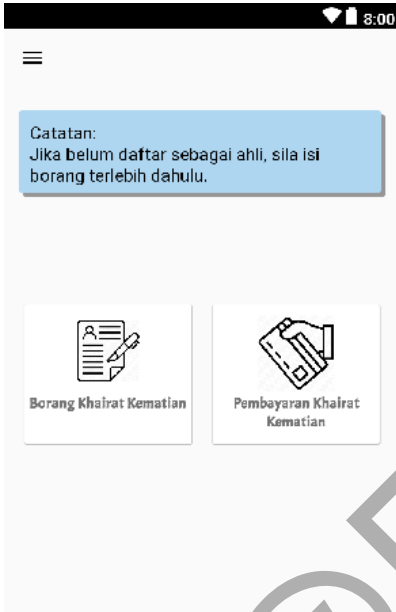 8:00
Catatan:
Jika belum daftar sebagai ahli, sila isi
borang terlebih dahulu.
Borang Khairat Kematian
Pembayaran Khairat
Kematian